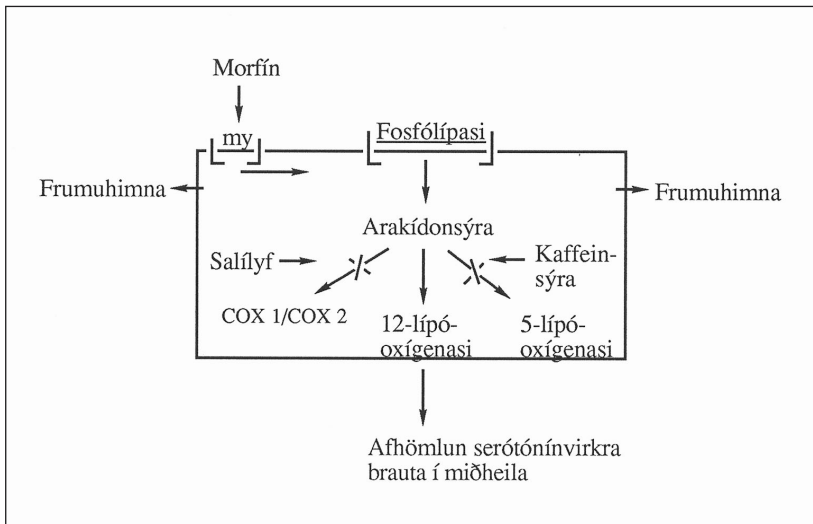 Morfín
my
Fosfólípasi
Frumuhimna
Frumuhimna
Arakídonsýra
Salílyf
Kaffein-
sýra
COX 1/COX 2
12-lípó-
oxígenasi
5-lípó-
oxígenasi
Afhömlun serótónínvirkra
brauta í miðheila